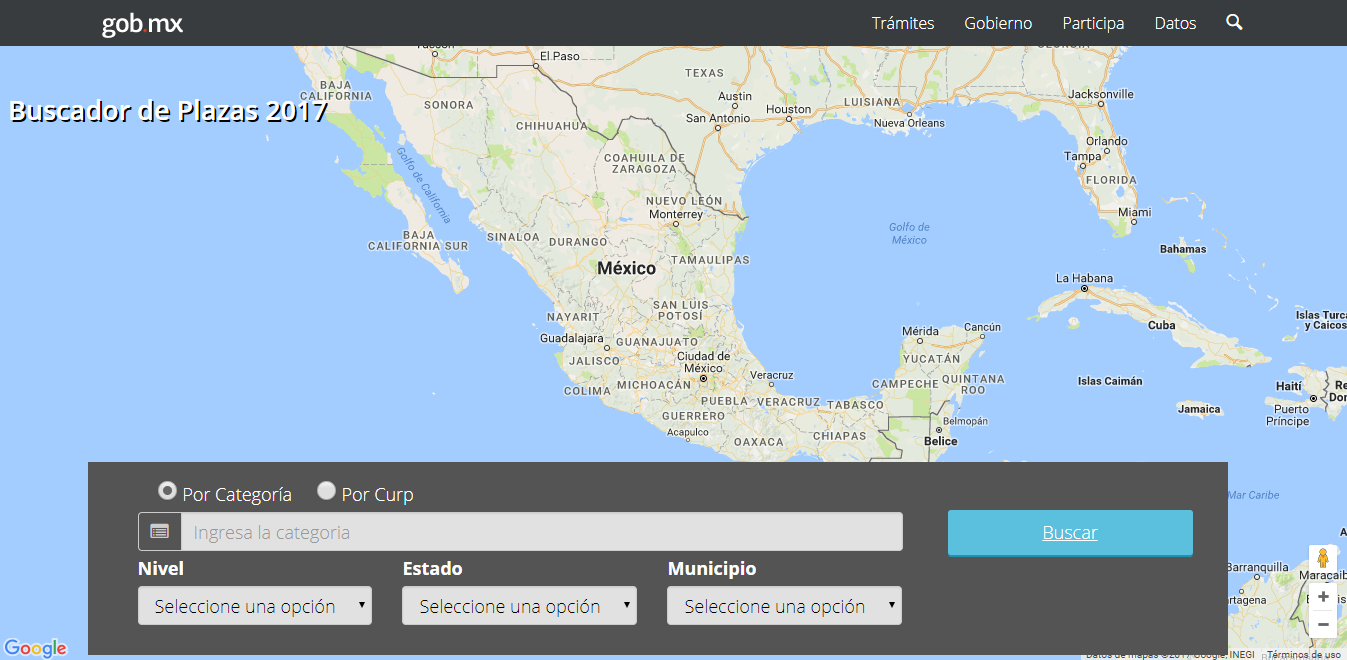 gob.mx
Trámites Gobierno Participa Datos
Buscador de Plazas 2017
Tucson
El Paso
GEORGIA
BAJA
CALIFORNIA
SONORA
CHIHUAHUA
TEXAS
Austin
San Antonio
Houston
LUISIANA
Nueva Orleans
Jacksonville
Orlando
Tampa
FLORIDA
Miami
COAHUILA DE
ZARAGOZA
Golfo de California
NUEVO LEÓN
Monterrey
BAJA
CALIFORNIA SUR
SINALOA
DURANGO
México
TAMAULIPAS
Golfo de
México
Bahamas
La Habana
Cuba
Islas Turcas
y Caicos
SAN LUIS
POTOSÍ
NAYARIT
Guadalajara
GUANAJUATO
JALISCO
Ciudad de
México
COLIMA
MICHOACÁN
Veracruz
PUEBLA
VERACRUZ
TABASCO
GUERRERO
Acapulco
OAXACA
CHIAPAS
Mérida
Cancún
YUCATÁN
CAMPECHE
QUINTANA
ROO
Belmopán
Belice
Islas Caimán
Jamaica
Haití
Puerto
Príncipe
Re
Dom
Mar Caribe
Barranquilla
Maracaib
rtagena
Por Categoría Por Curp
Ingresa la categoria
Buscar
Nivel Estado Municipio
Seleccione una opción Seleccione una opción Seleccione una opción
Google
Datos de mapas ©2017 Google, INEGI Términos de uso